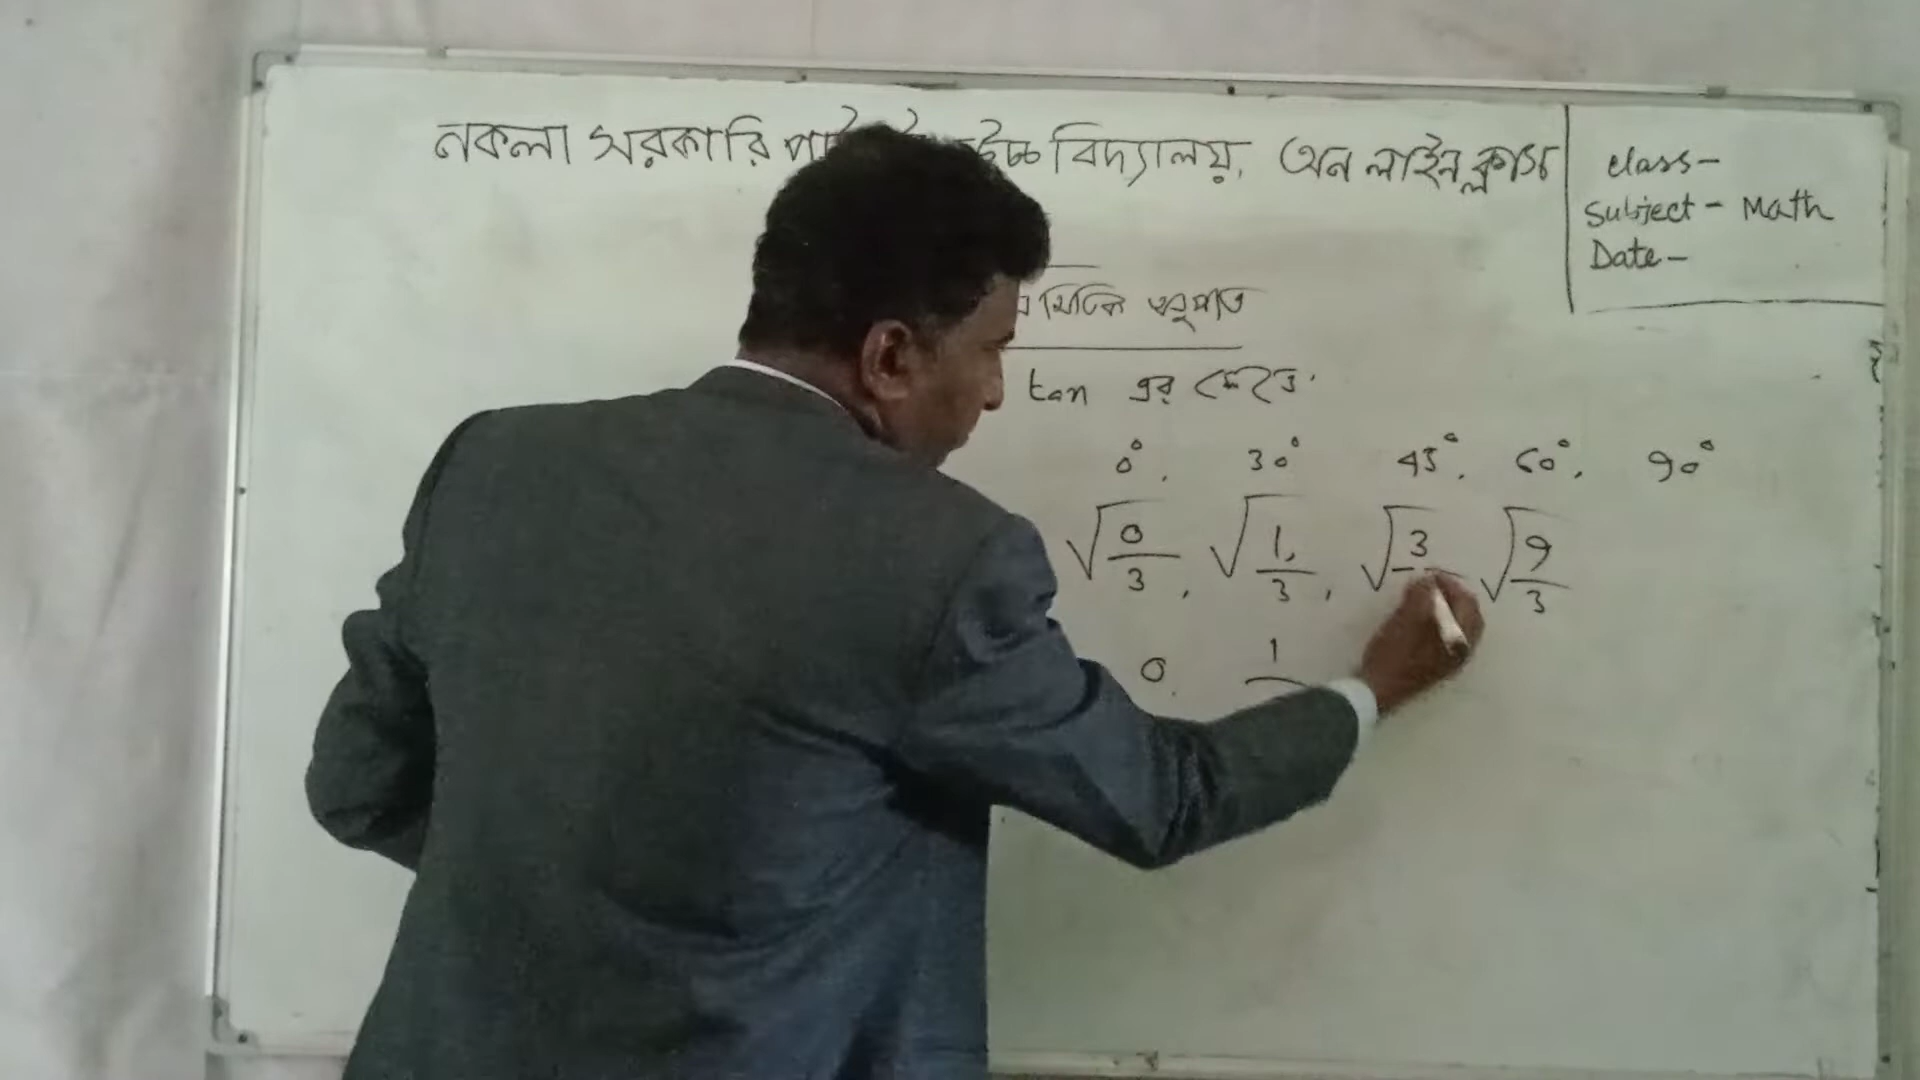 নকলা সরকারি উচ্চ বিদ্যালয়, অন লাইন ক্লাস
class-
Subject - Math
Date -
মিতিক অনুপাত
tan এর ক্ষেত্রে.
0°, 30° 45°, 60°, 90°
√0/3, √1/3, √3 √9/3
0, 1